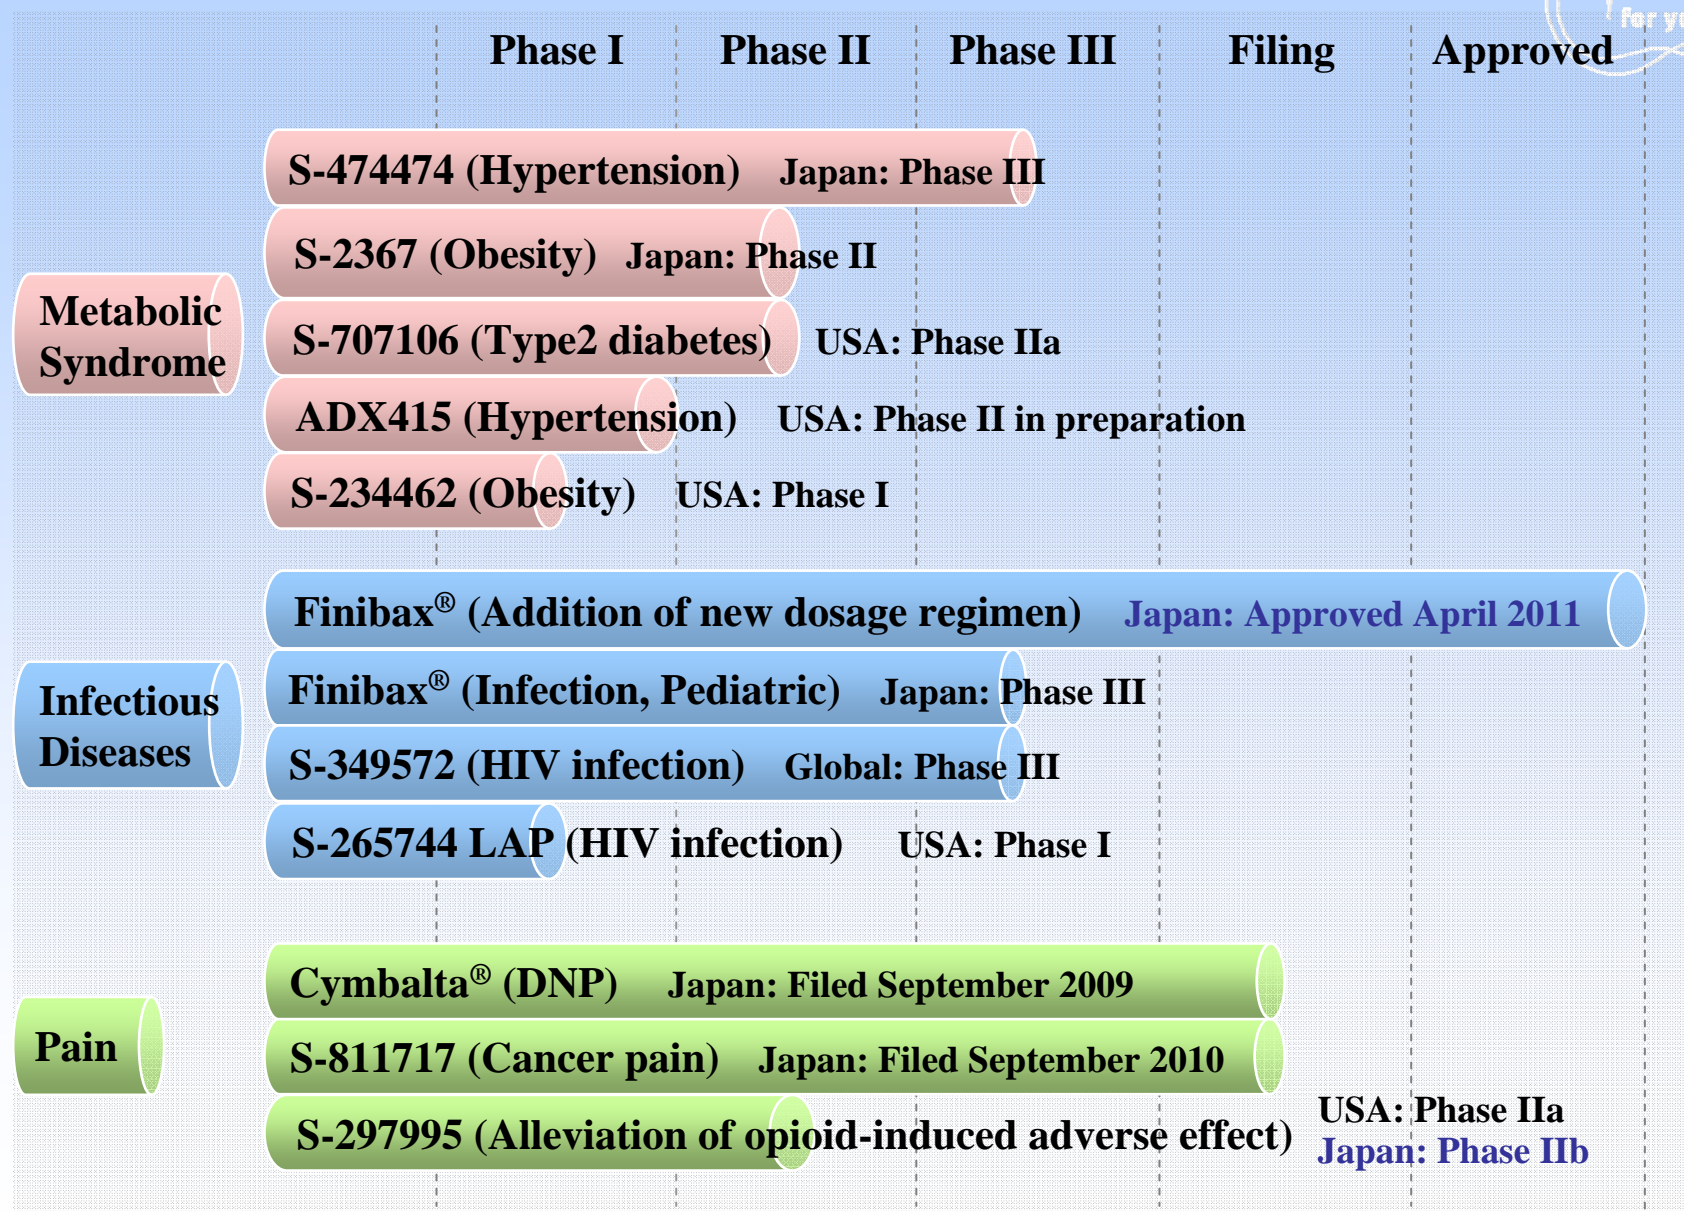 for yo
Phase I Phase II Phase III Filing Approved
S-474474 (Hypertension) Japan: Phase III
S-2367 (Obesity) Japan: Phase II
Metabolic
Syndrome
S-707106 (Type2 diabetes) USA: Phase IIa
ADX415 (Hypertension) USA: Phase II in preparation
S-234462 (Obesity) USA: Phase I
Finibax® (Addition of new dosage regimen) Japan: Approved April 2011
Infectious
Diseases
Finibax® (Infection, Pediatric) Japan: Phase III
S-349572 (HIV infection) Global: Phase III
S-265744 LAP (HIV infection) USA: Phase I
Cymbalta® (DNP) Japan: Filed September 2009
Pain
S-811717 (Cancer pain) Japan: Filed September 2010
S-297995 (Alleviation of opioid-induced adverse effect)
USA: Phase IIa
Japan: Phase IIb